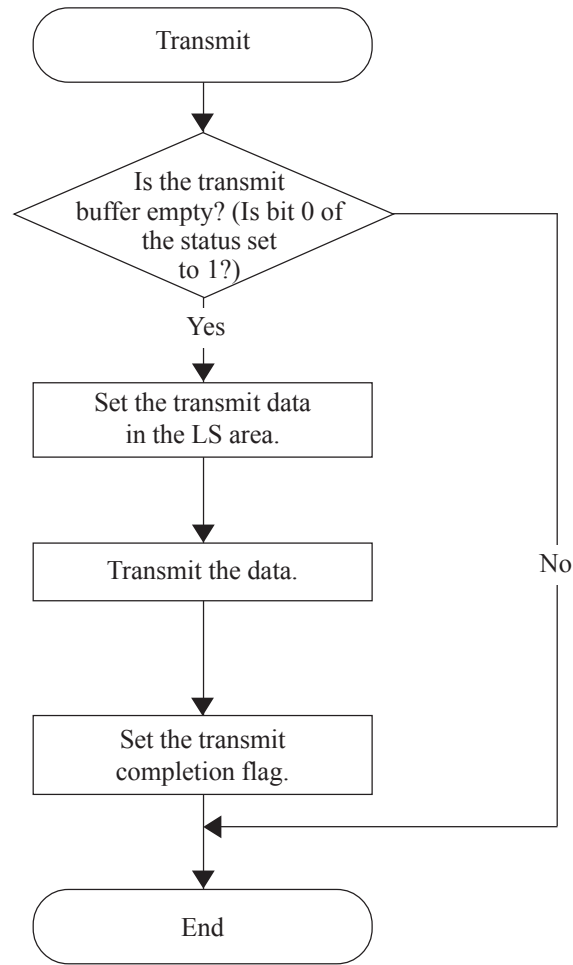 Transmit
Is the transmit
buffer empty? (Is bit 0 of
the status set
to 1?)
Yes
Set the transmit data
in the LS area.
Transmit the data.
No
Set the transmit
completion flag.
End